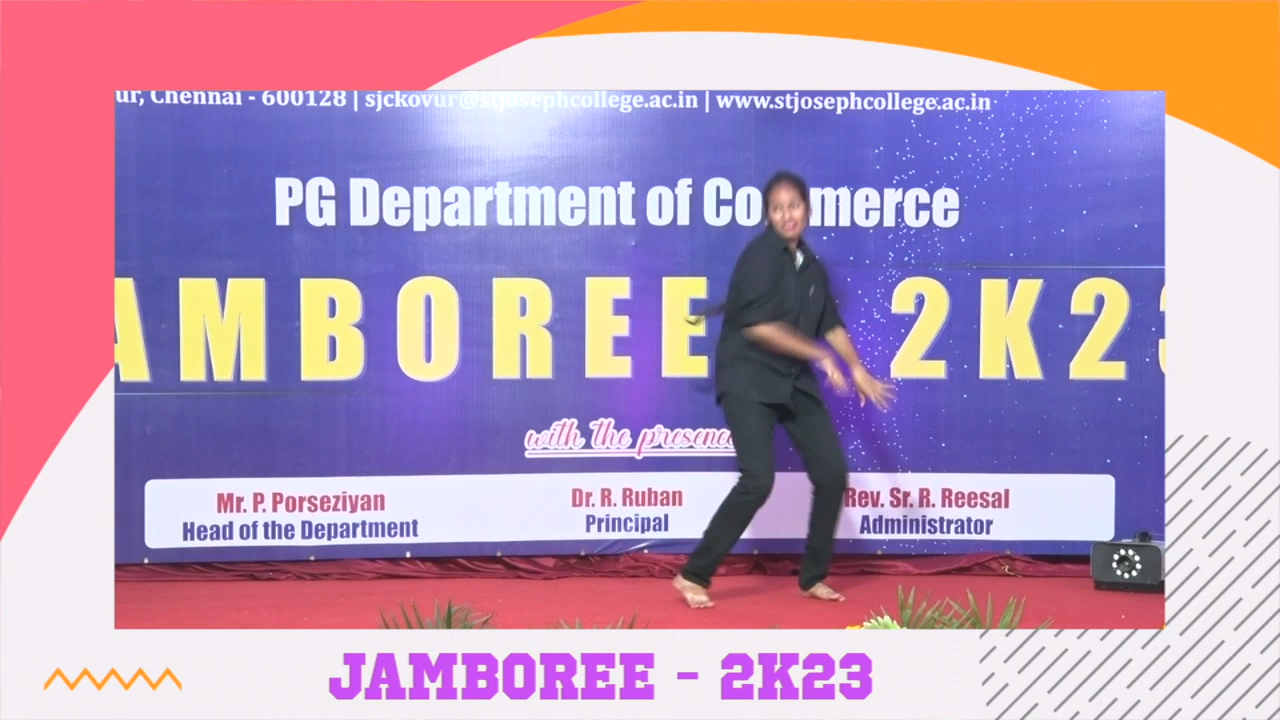 ur, Chennai - 600128 | sjckovur@stjosephcollege.ac.in | www.stjosephcollege.ac.in
PG Department of Co merce
AMBOREE 2K23
with the presence
Mr. P. Porseziyan
Head of the Department
Dr. R. Ruban
Principal
Rev. Sr. R. Reesal
Administrator
JAMBOREE - 2K23